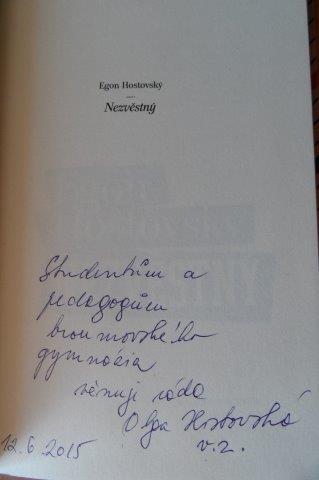 Egon Hostovský
Nezvěstný
Studentům a
pedagogům
broumovského
gymnázia
věnuji ráda
Olga Hostovská
12.6.2015 v.z.